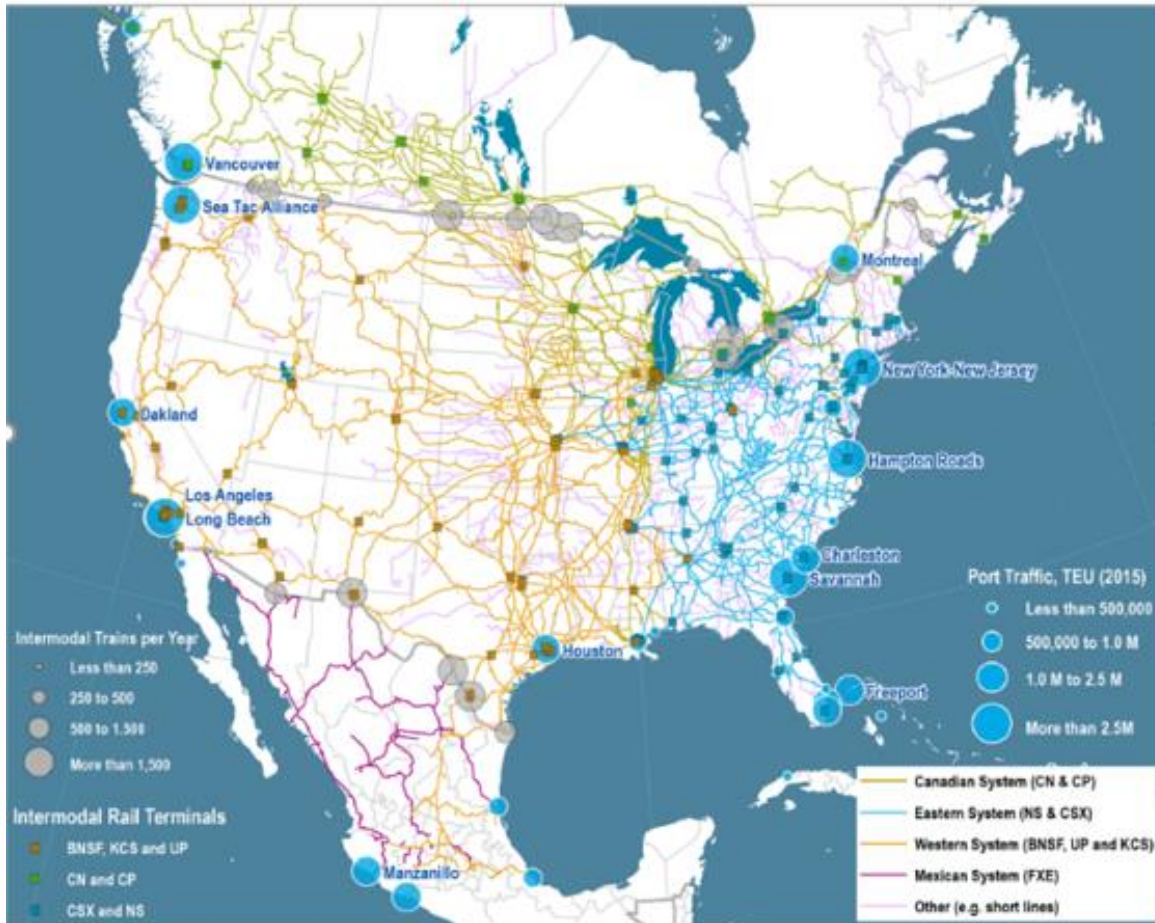 Vancouver
Sea Tac Alliance
Montreal
New York-New Jersey
Oakland
Hampton Roads
Los Angeles
Long Beach
Charleston
Savannah
Houston
Freeport
Manzanillo
Intermodal Trains per Year
Less than 250
250 to 500
500 to 1,500
More than 1,500
Intermodal Rail Terminals
BNSF, KCS and UP
CN and CP
CSX and NS
Port Traffic, TEU (2015)
Less than 500,000
500,000 to 1.0 M
1.0 M to 2.5 M
More than 2.5M
Canadian System (CN & CP)
Eastern System (NS & CSX)
Western System (BNSF, UP and KCS)
Mexican System (FXE)
Other (e.g. short lines)